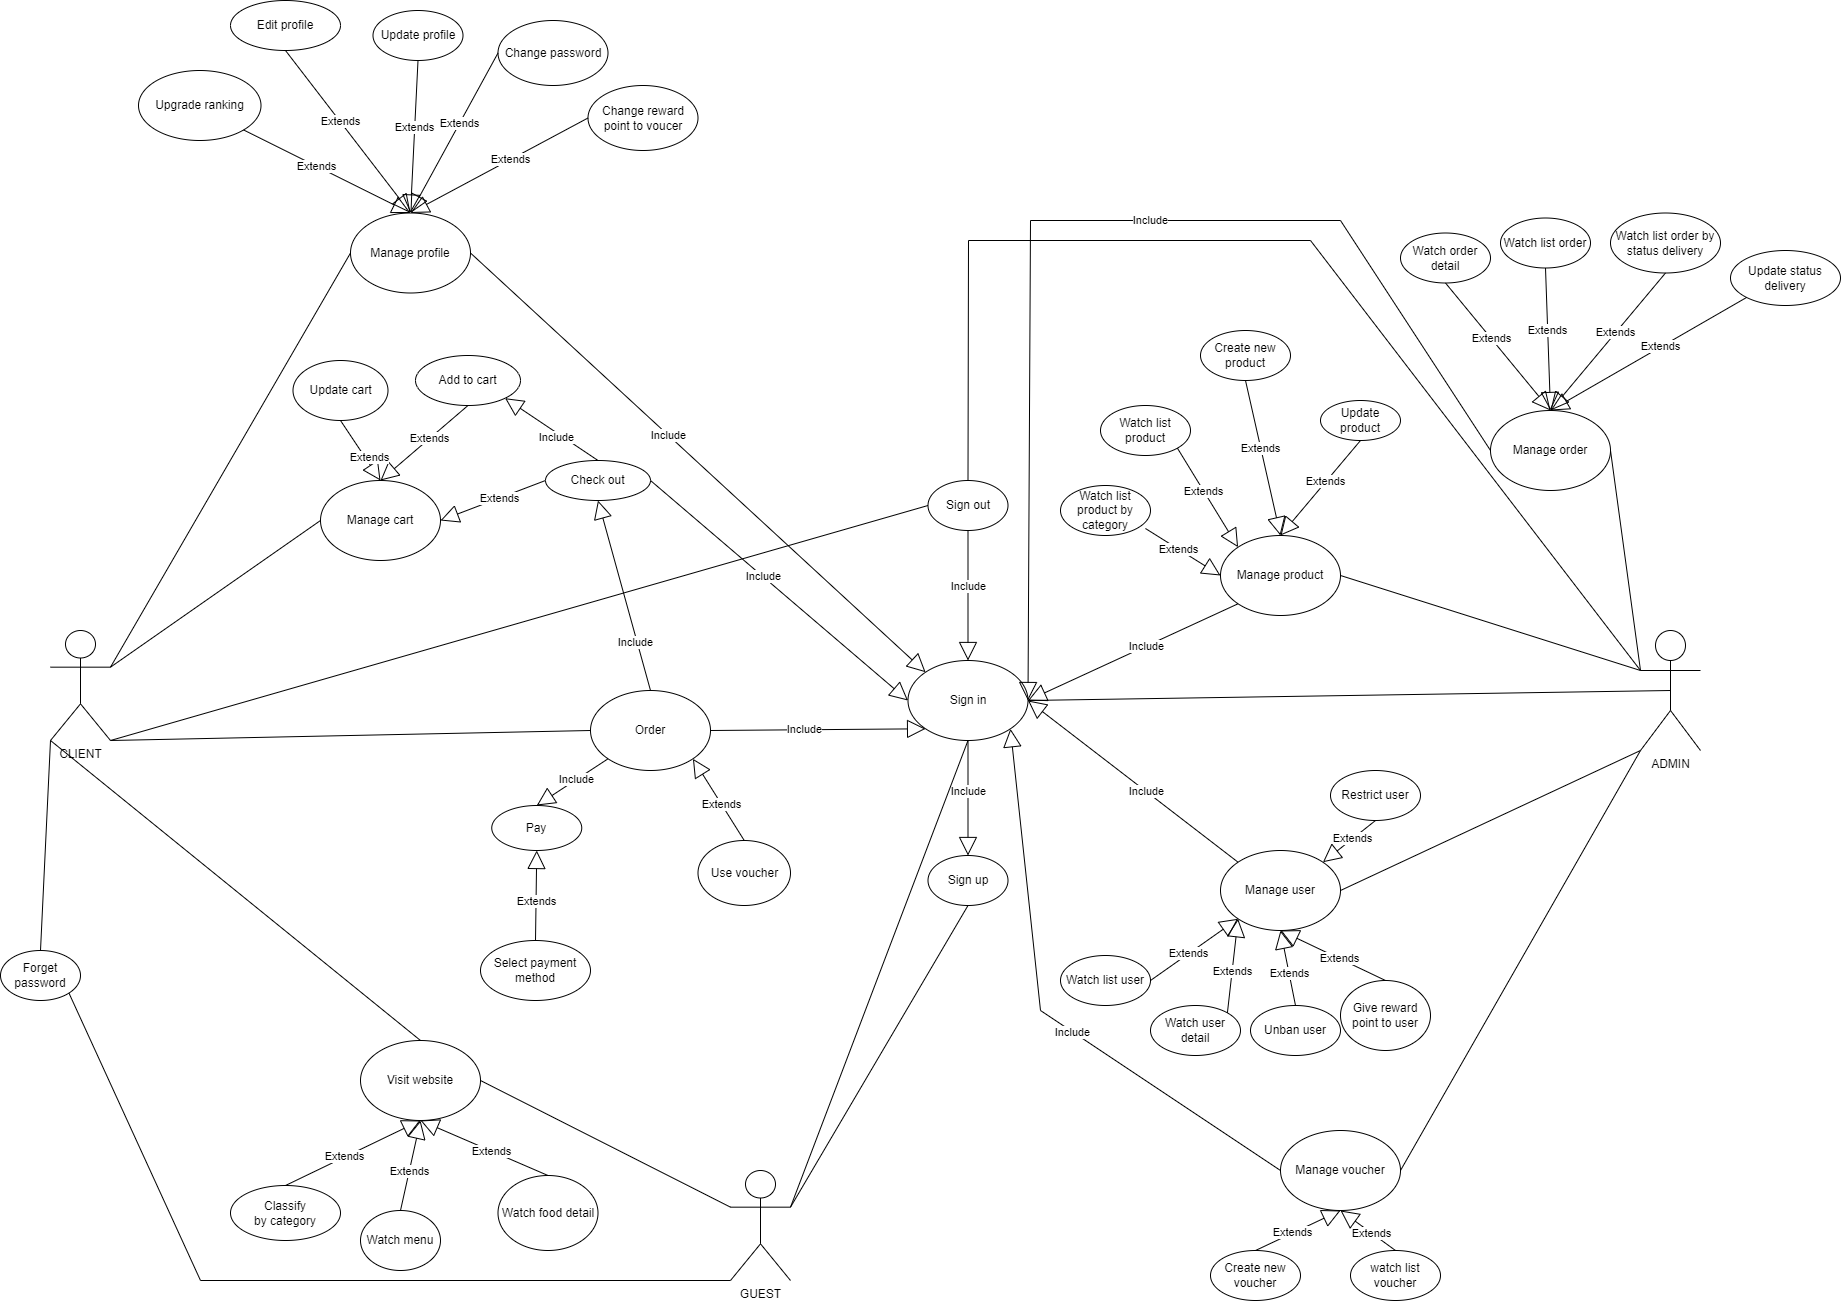 Edit profile
Update profile
Change password
Upgrade ranking
Change reward
point to voucer
Extends
Extends
Extends
Extends
Extends
Manage profile
Include
Watch order
detail
Watch list order
Watch list order by
status delivery
Update status
delivery
Extends
Extends
Extends
Extends
Manage order
Create new
product
Watch list
product
Update
product
Watch list
product by
category
Extends
Extends
Extends
Extends
Manage product
Update cart
Add to cart
Extends
Extends
Include
Include
Check out
Extends
Manage cart
Sign out
Include
Include
Include
Include
CLIENT
Order
Include
Sign in
ADMIN
Include
Pay
Extends
Use voucher
Extends
Select payment
method
Include
Sign up
Include
Restrict user
Extends
Manage user
Extends
Extends
Extends
Extends
Watch list user
Watch user
detail
Unban user
Give reward
point to user
Forget
password
Include
Visit website
Extends
Extends
Extends
Classify
by category
Watch menu
Watch food detail
GUEST
Manage voucher
Extends
Extends
Create new
voucher
watch list
voucher